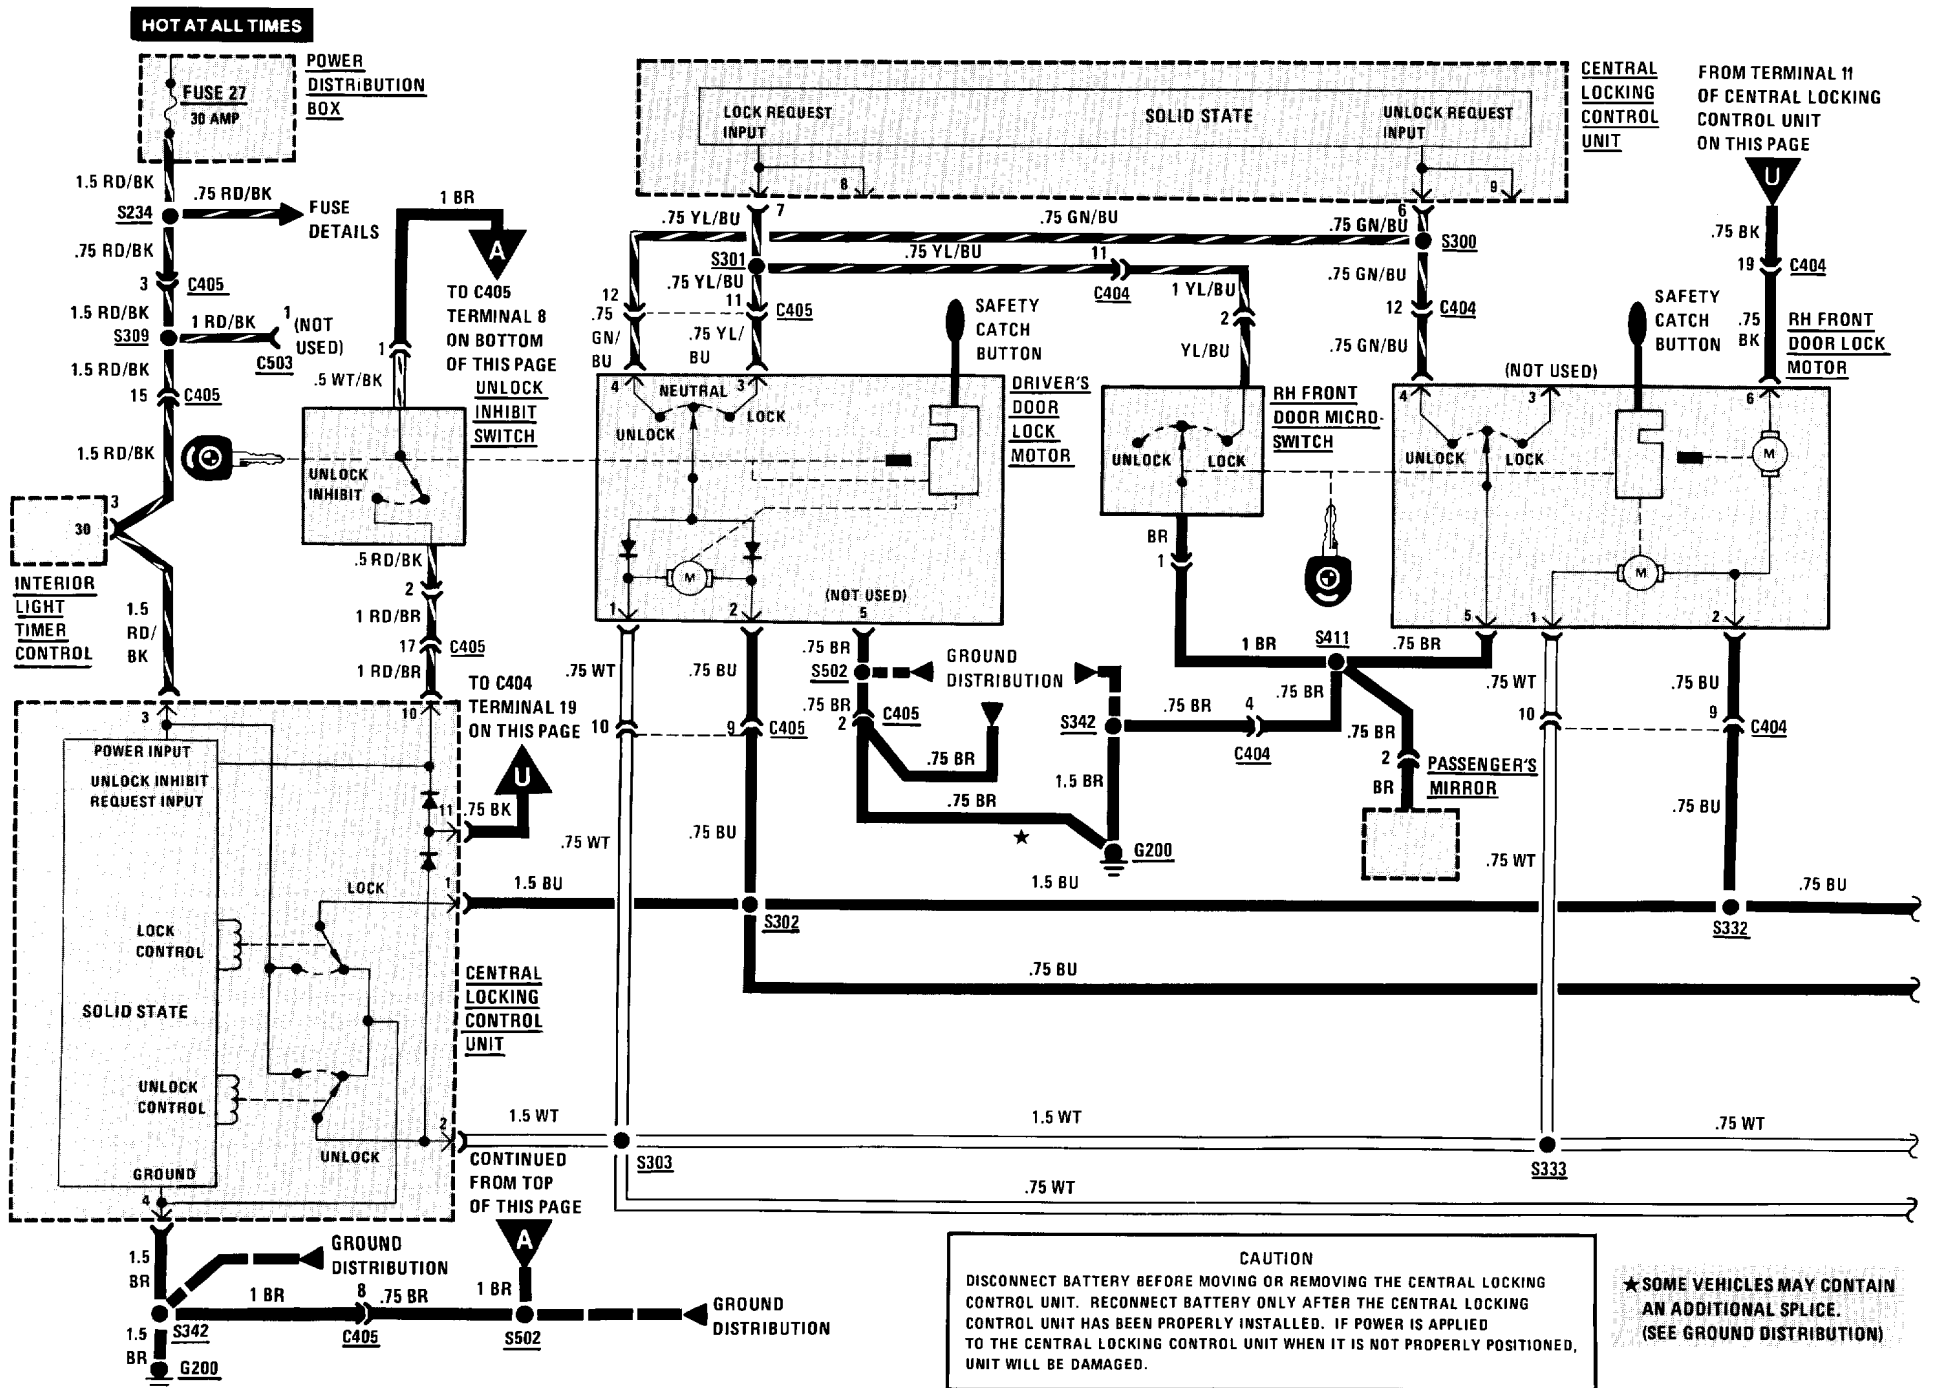 HOT AT ALL TIMES
POWER
DISTRIBUTION
BOX
FUSE 27
30 AMP
1.5 RD/BK
.75 RD/BK
S234
FUSE
DETAILS
.75 RD/BK
3
C405
1.5 RD/BK
1 RD/BK
1
(NOT
USED)
S309
C503
1.5 RD/BK
15
C405
1.5 RD/BK
3
30
INTERIOR
LIGHT
TIMER
CONTROL
1.5
RD/
BK
1 BR
A
TO C405
TERMINAL 8
ON BOTTOM
OF THIS PAGE
1
.5 WT/BK
UNLOCK
INHIBIT
SWITCH
UNLOCK
INHIBIT
.5 RD/BK
2
1 RD/BR
17
C405
1 RD/BR
CENTRAL
LOCKING
CONTROL
UNIT
LOCK REQUEST
INPUT
SOLID STATE
UNLOCK REQUEST
INPUT
8
9
7
6
.75 YL/BU
.75 GN/BU
.75 GN/BU
S300
S301
.75 YL/BU
11
C404
.75 YL/BU
1 YL/BU
.75 GN/BU
12
11
C405
12
C404
.75
GN/
BU
.75 YL/
BU
2
YL/BU
.75 GN/BU
FROM TERMINAL 11
OF CENTRAL LOCKING
CONTROL UNIT
ON THIS PAGE
U
.75 BK
19
C404
.75
BK
SAFETY
CATCH
BUTTON
SAFETY
CATCH
BUTTON
RH FRONT
DOOR LOCK
MOTOR
4
NEUTRAL
3
UNLOCK
LOCK
DRIVER'S
DOOR
LOCK
MOTOR
M
(NOT USED)
1
2
5
RH FRONT
DOOR MICRO-
SWITCH
UNLOCK
LOCK
BR
1
(NOT USED)
4
3
6
UNLOCK
LOCK
M
M
5
1
2
.75 WT
.75 BU
.75 BR
S502
GROUND
DISTRIBUTION
.75 BR
2
C405
10
9
C405
.75 BR
.75 BR
★
S342
1.5 BR
G200
.75 BR
4
C404
1 BR
S411
.75 BR
.75 BR
.75 BR
2
BR
PASSENGER'S
MIRROR
.75 WT
.75 BU
10
9
C404
.75 BU
.75 WT
.75 WT
.75 BU
3
10
POWER INPUT
UNLOCK INHIBIT
REQUEST INPUT
TO C404
TERMINAL 19
ON THIS PAGE
U
11
.75 BK
LOCK
1
1.5 BU
1.5 BU
.75 BU
S302
S332
LOCK
CONTROL
SOLID STATE
CENTRAL
LOCKING
CONTROL
UNIT
.75 BU
UNLOCK
CONTROL
UNLOCK
2
1.5 WT
1.5 WT
.75 WT
S303
S333
.75 WT
GROUND
4
CONTINUED
FROM TOP
OF THIS PAGE
A
1.5
BR
GROUND
DISTRIBUTION
1 BR
8
.75 BR
1 BR
GROUND
DISTRIBUTION
S342
C405
S502
1.5
BR
G200
CAUTION
DISCONNECT BATTERY BEFORE MOVING OR REMOVING THE CENTRAL LOCKING
CONTROL UNIT. RECONNECT BATTERY ONLY AFTER THE CENTRAL LOCKING
CONTROL UNIT HAS BEEN PROPERLY INSTALLED. IF POWER IS APPLIED
TO THE CENTRAL LOCKING CONTROL UNIT WHEN IT IS NOT PROPERLY POSITIONED,
UNIT WILL BE DAMAGED.
★SOME VEHICLES MAY CONTAIN
AN ADDITIONAL SPLICE.
(SEE GROUND DISTRIBUTION)